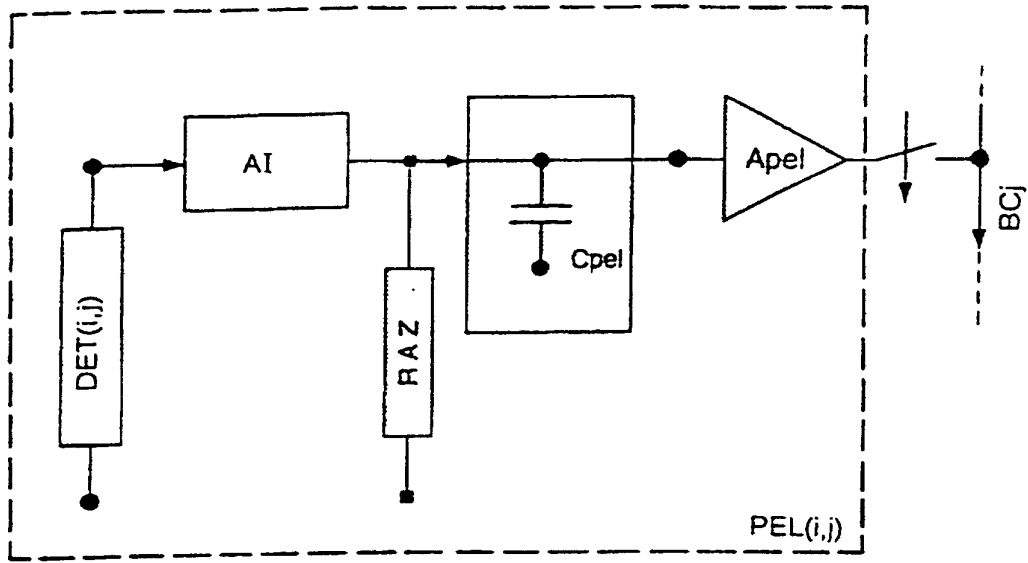 AI
Apel
BCj
Cpel
DET(i,j)
RAZ
PEL(i,j)